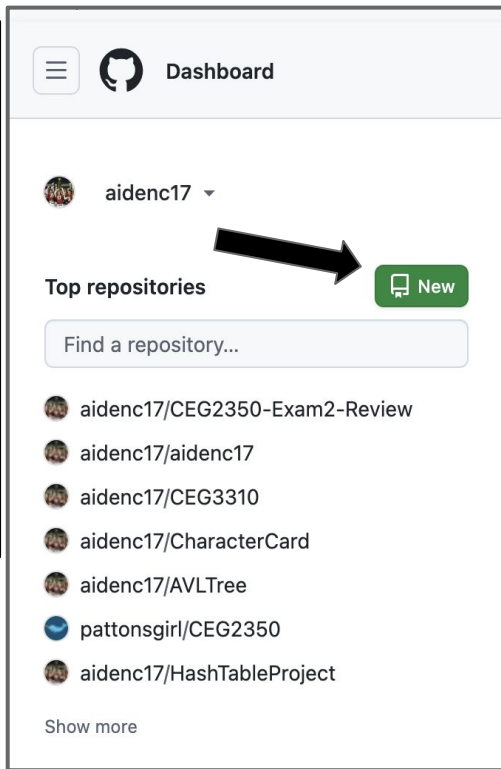 Dashboard
aidenc17
Top repositories
New
Find a repository...
aidenc17/CEG2350-Exam2-Review
aidenc17/aidenc17
aidenc17/CEG3310
aidenc17/CharacterCard
aidenc17/AVLTree
pattonsgirl/CEG2350
aidenc17/HashTableProject
Show more